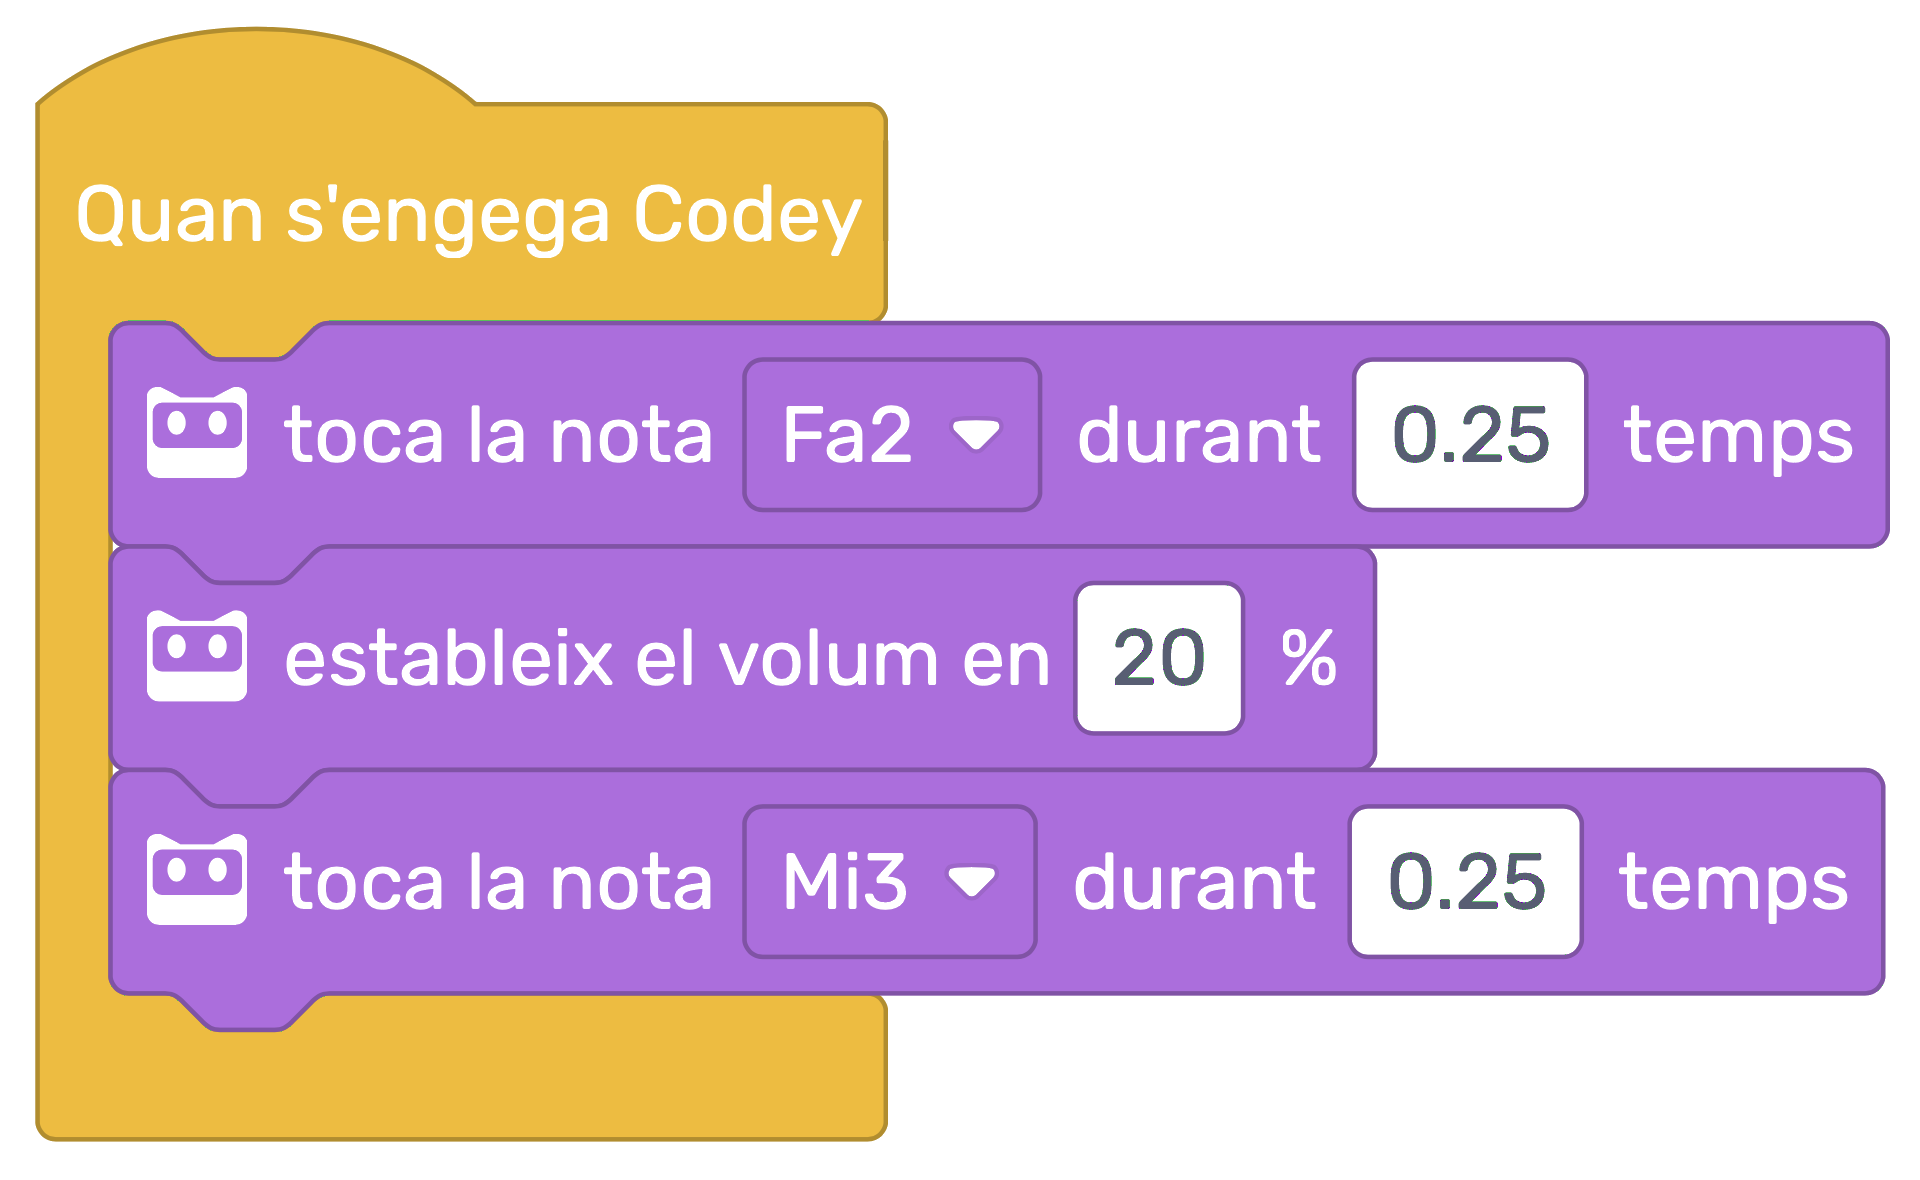 Quan s'engega Codey
toca la nota Fa2 durant 0.25 temps
estableix el volum en 20 %
toca la nota Mi3 durant 0.25 temps